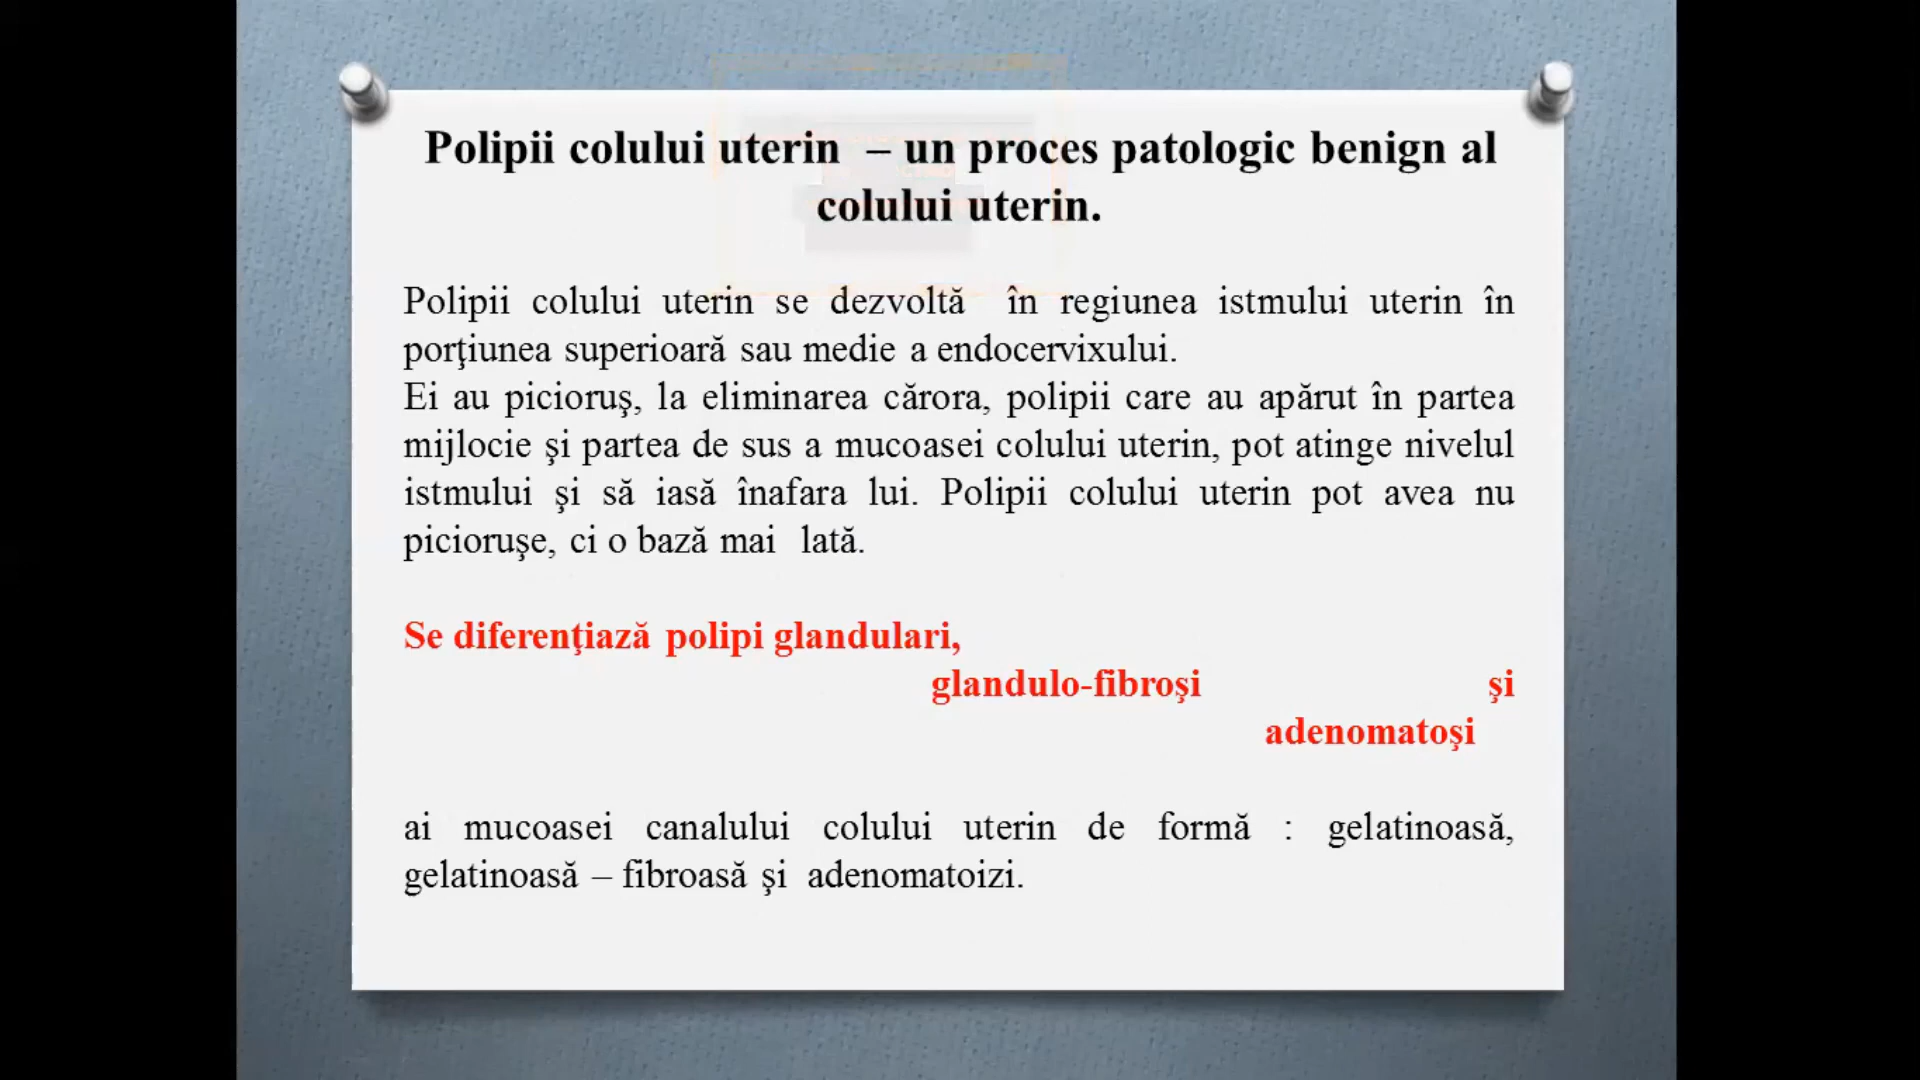 Polipii colului uterin – un proces patologic benign al
colului uterin.
Polipii colului uterin se dezvoltă în regiunea istmului uterin în
porţiunea superioară sau medie a endocervixului.
Ei au picioruş, la eliminarea cărora, polipii care au apărut în partea
mijlocie şi partea de sus a mucoasei colului uterin, pot atinge nivelul
istmului şi să iasă înafara lui. Polipii colului uterin pot avea nu
picioruşe, ci o bază mai lată.
Se diferenţiază polipi glandulari,
glandulo-fibroşi şi
adenomatoşi
ai mucoasei canalului colului uterin de formă : gelatinoasă,
gelatinoasă – fibroasă şi adenomatoizi.